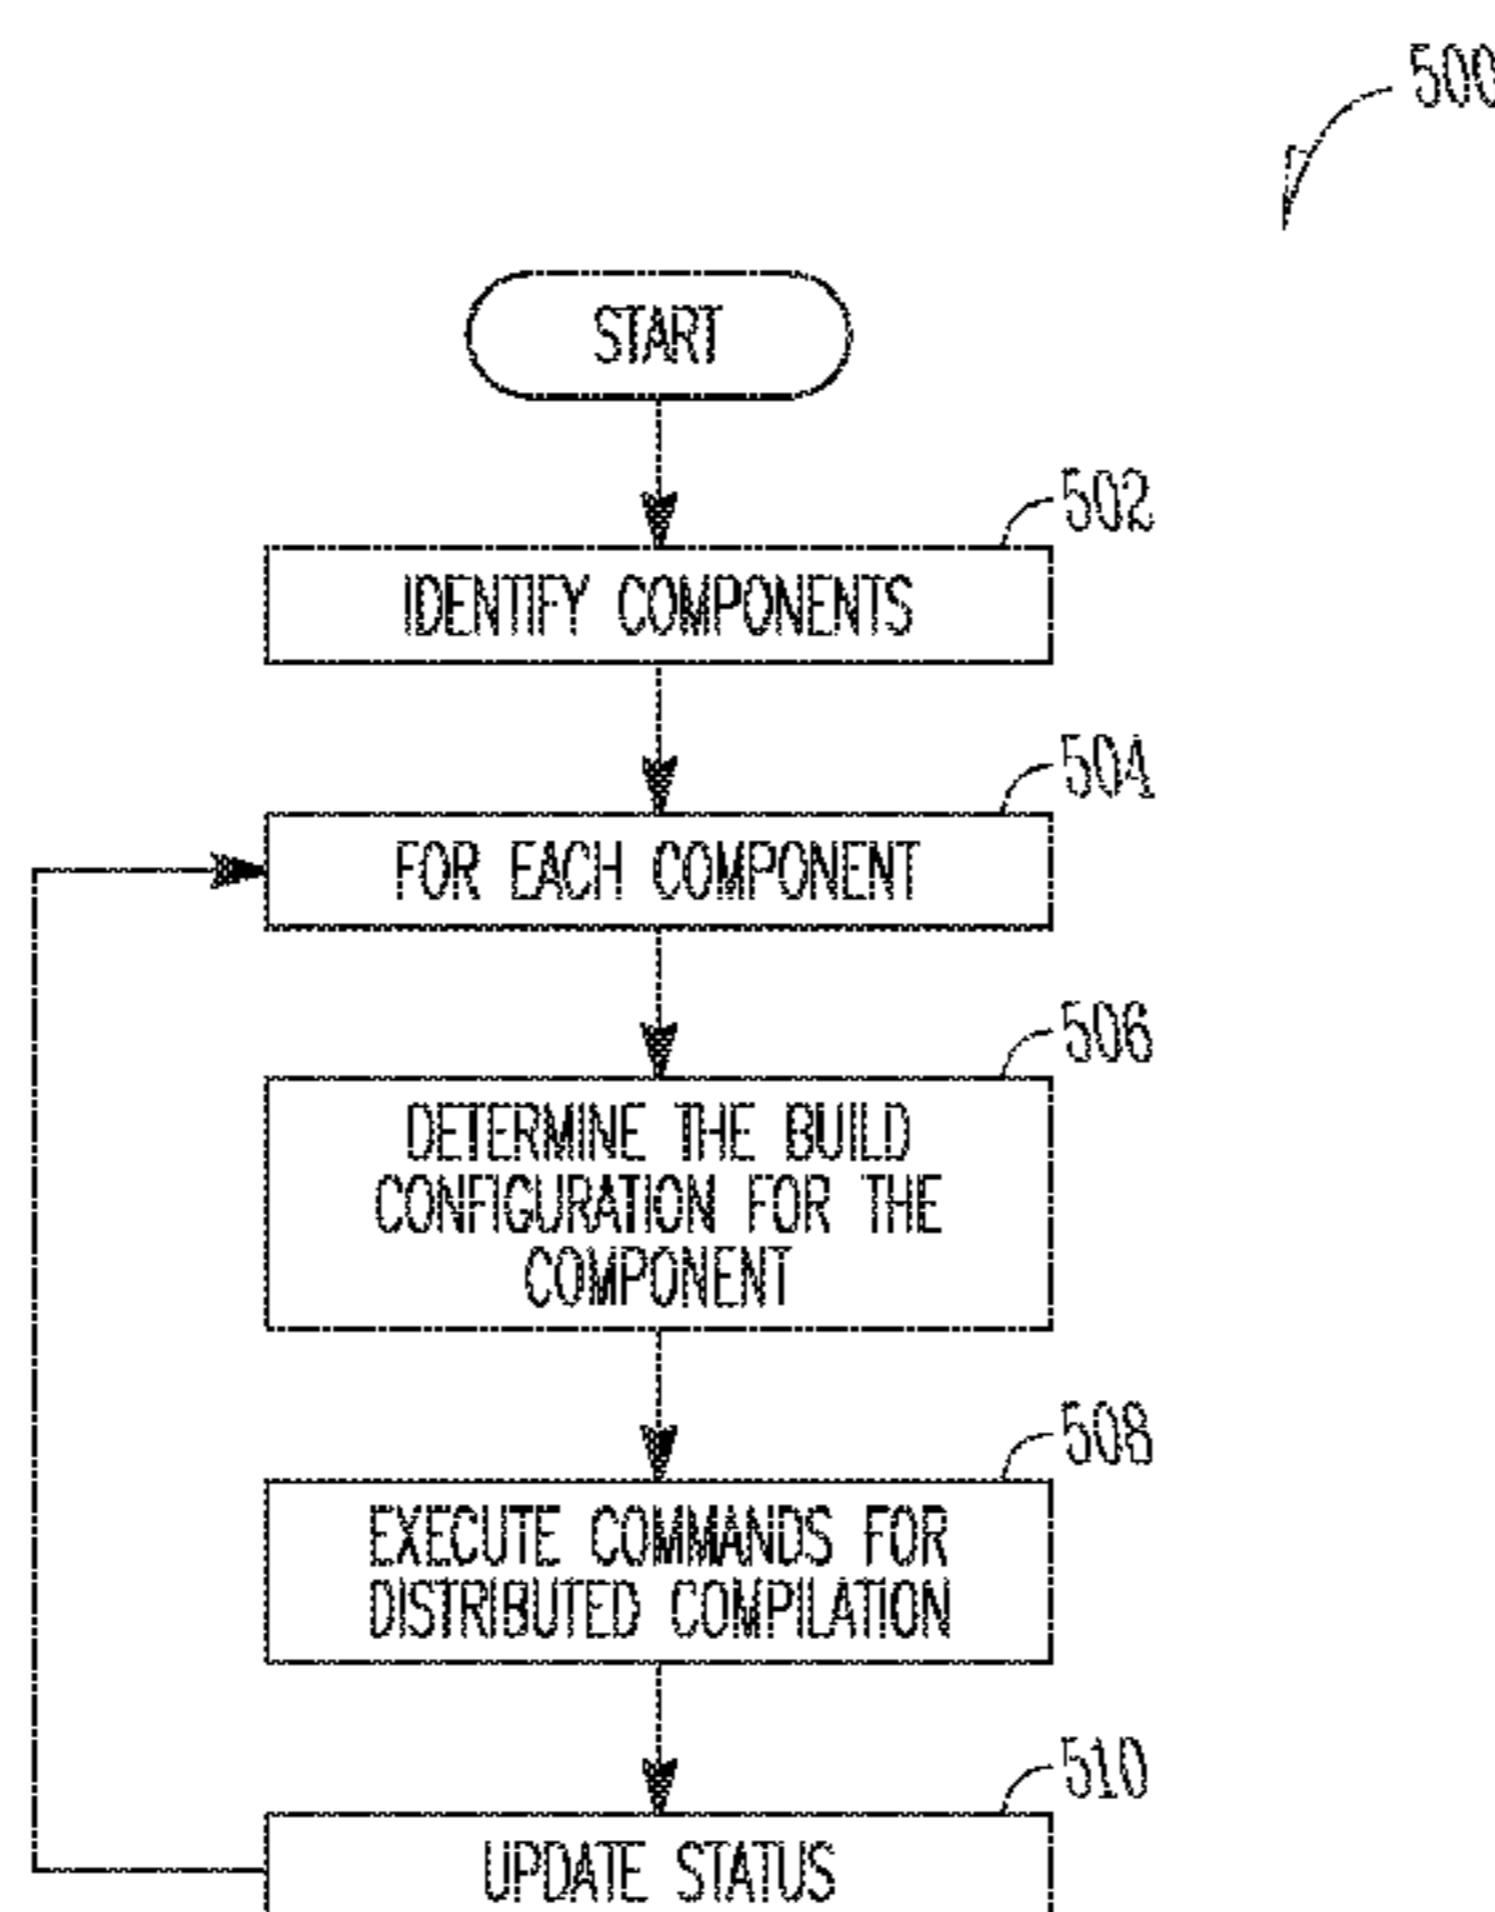 500
START
502
IDENTIFY COMPONENTS
504
FOR EACH COMPONENT
506
DETERMINE THE BUILD
CONFIGURATION FOR THE
COMPONENT
508
EXECUTE COMMANDS FOR
DISTRIBUTED COMPILATION
510
UPDATE STATUS